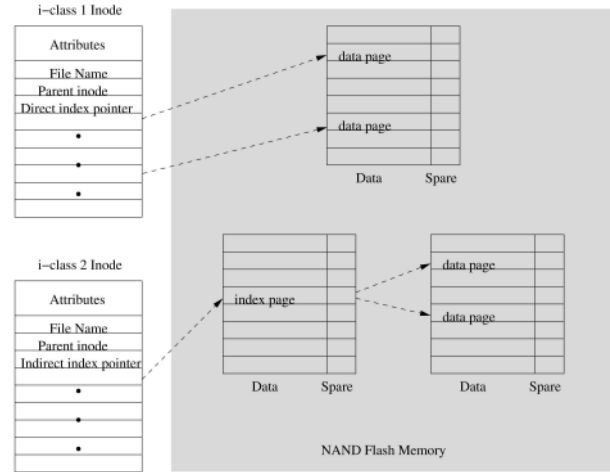 i-class 1 Inode
Attributes
File Name
Parent inode
Direct index pointer
data page
data page
Data Spare
i-class 2 Inode
Attributes
File Name
Parent inode
Indirect index pointer
index page
data page
data page
Data Spare
Data Spare
NAND Flash Memory